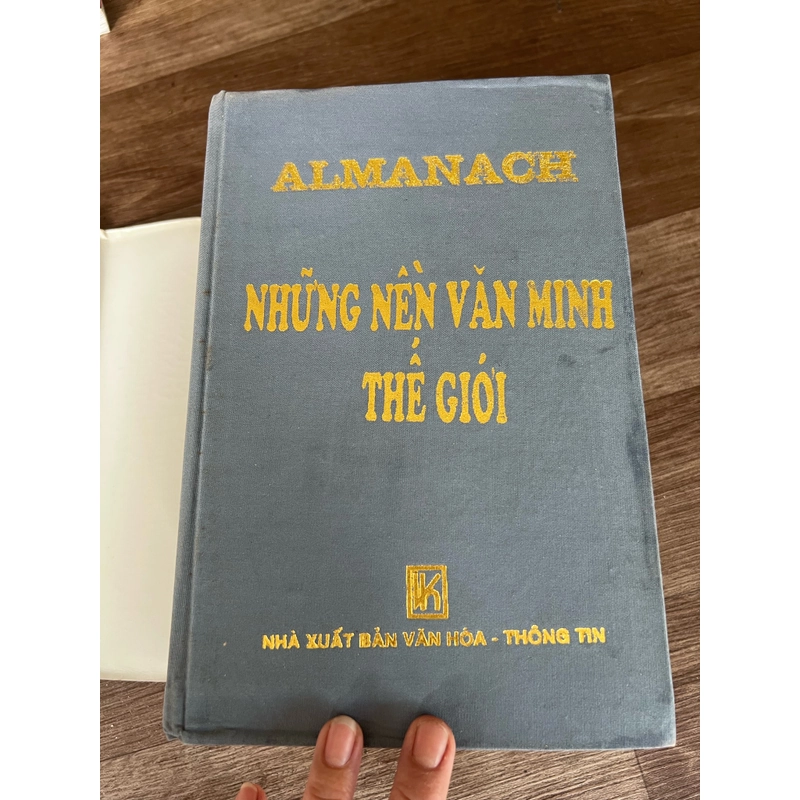 ALMANACH
NHỮNG NỀN VĂN MINH
THẾ GIỚI
NHÀ XUẤT BẢN VĂN HÓA - THÔNG TIN